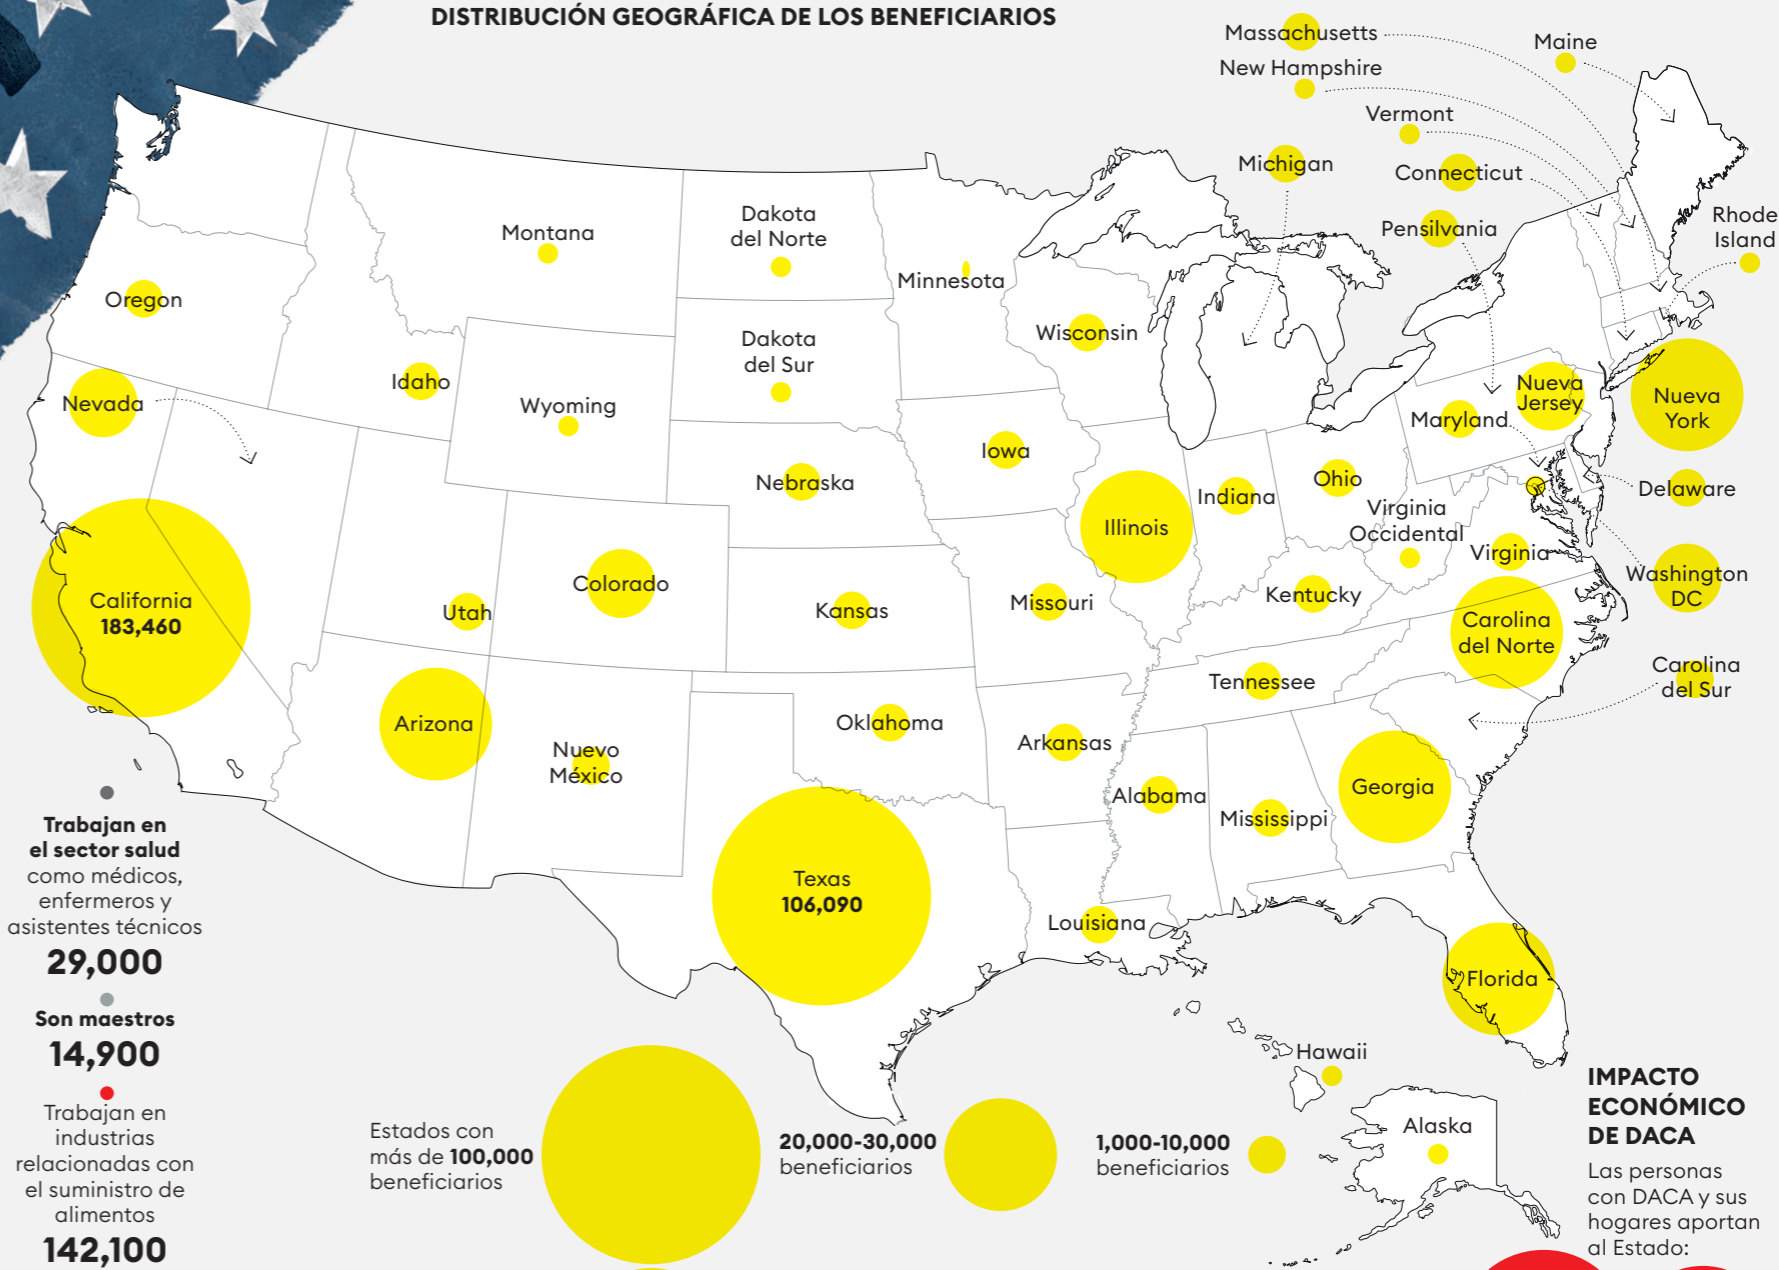 DISTRIBUCIÓN GEOGRÁFICA DE LOS BENEFICIARIOS
Massachusetts
New Hampshire
Maine
Vermont
Michigan
Connecticut
Pensilvania
Rhode
Island
Montana
Dakota
del Norte
Minnesota
Oregon
Wisconsin
Dakota
del Sur
Idaho
Nevada
Wyoming
Nueva
Jersey
Nueva
York
Maryland
Iowa
Nebraska
Ohio
Indiana
Delaware
Virginia
Occidental
Illinois
Virginia
Washington
DC
Colorado
California
183,460
Utah
Kansas
Missouri
Kentucky
Carolina
del Norte
Carolina
del Sur
Tennessee
Arizona
Oklahoma
Nuevo
México
Arkansas
Alabama
Mississippi
Georgia
Texas
106,090
Louisiana
Florida
Hawaii
Alaska
Trabajan en
el sector salud
como médicos,
enfermeros y
asistentes técnicos
29,000
Son maestros
14,900
Trabajan en
industrias
relacionadas con
el suministro de
alimentos
142,100
Estados con
más de 100,000
beneficiarios
20,000-30,000
beneficiarios
1,000-10,000
beneficiarios
IMPACTO
ECONÓMICO
DE DACA
Las personas
con DACA y sus
hogares aportan
al Estado: